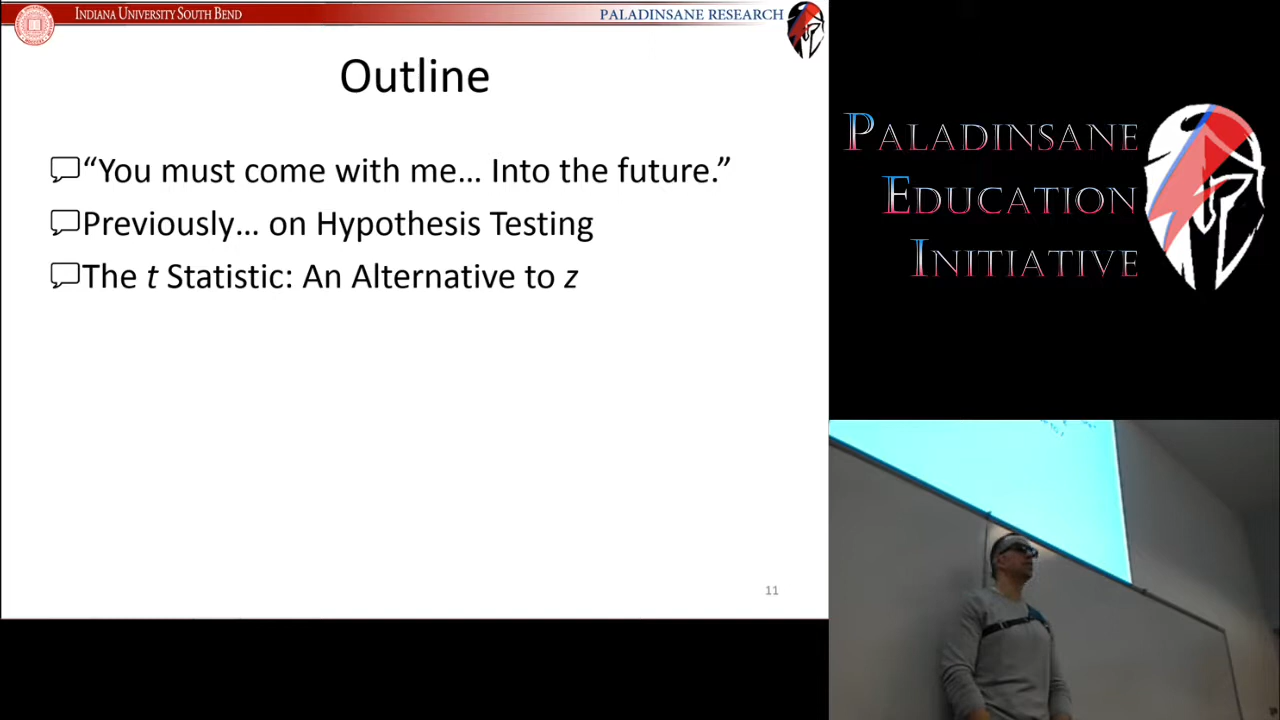 INDIANA UNIVERSITY SOUTH BEND
PALADINSANE RESEARCH
Outline
“You must come with me… Into the future.”
Previously… on Hypothesis Testing
The t Statistic: An Alternative to z
11
PALADINSANE
EDUCATION
INITIATIVE